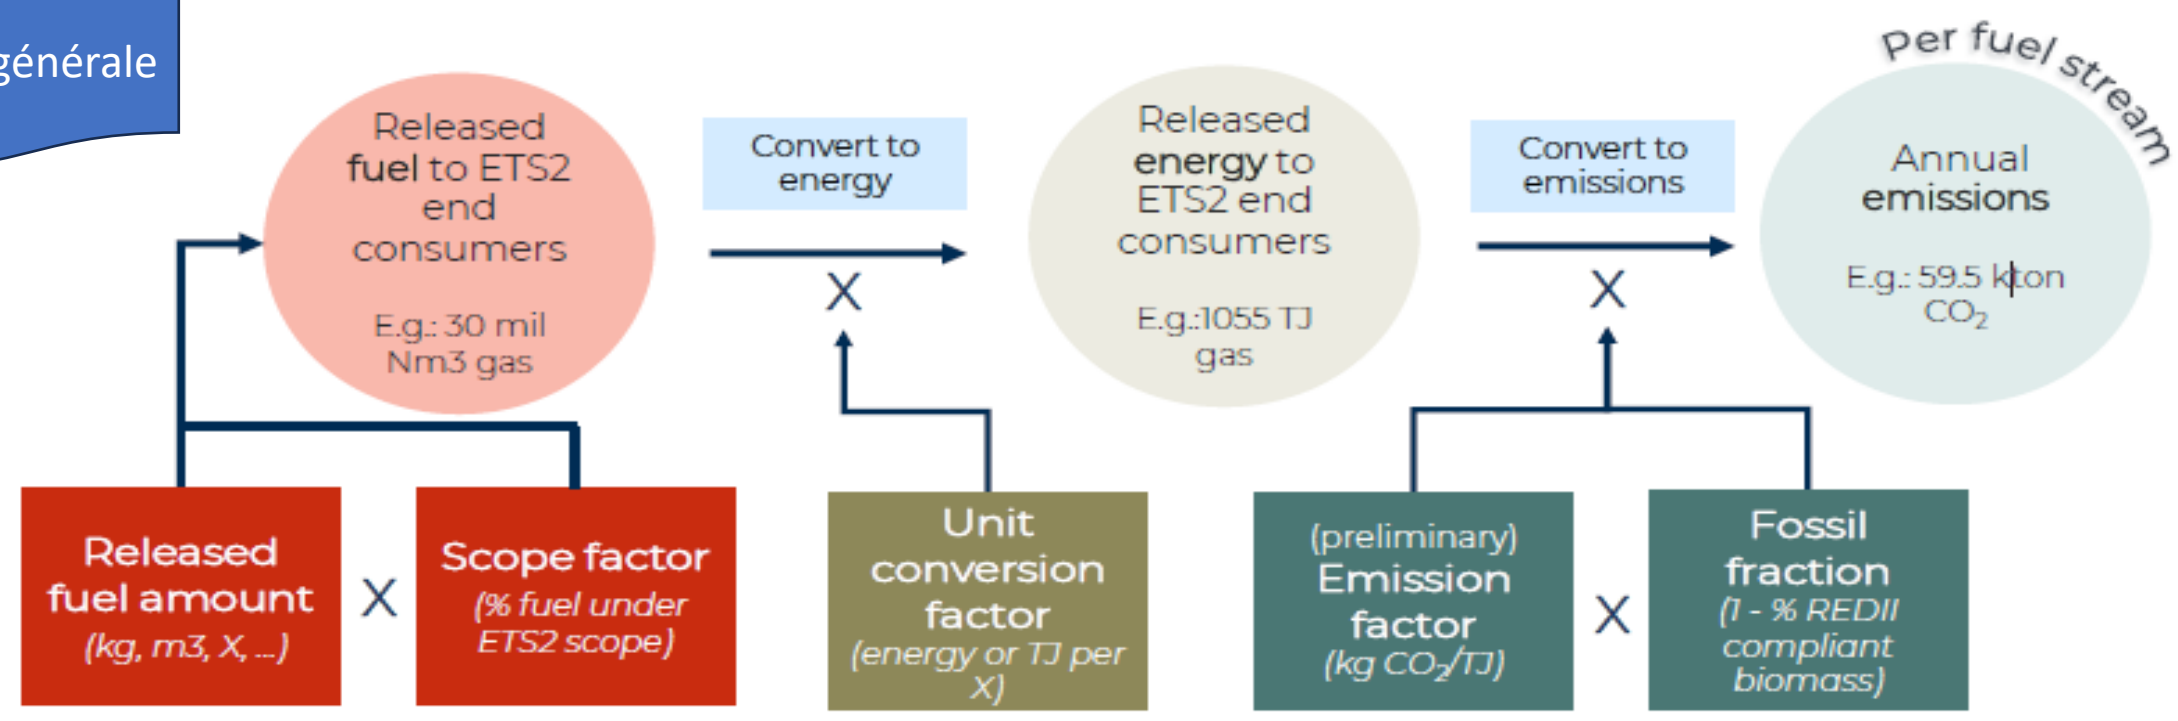 générale
Per fuel stream
Released
fuel to ETS2
end
consumers
E.g.: 30 mil
Nm3 gas
Convert to
energy
X
Released
energy to
ETS2 end
consumers
E.g.:1055 TJ
gas
Convert to
emissions
X
Annual
emissions
E.g.: 59.5 kton
CO₂
Released
fuel amount
(kg, m3, X, ...)
X
Scope factor
(% fuel under
ETS2 scope)
Unit
conversion
factor
(energy or TJ per
X)
(preliminary)
Emission
factor
(kg CO₂/TJ)
X
Fossil
fraction
(1 - % REDII
compliant
biomass)